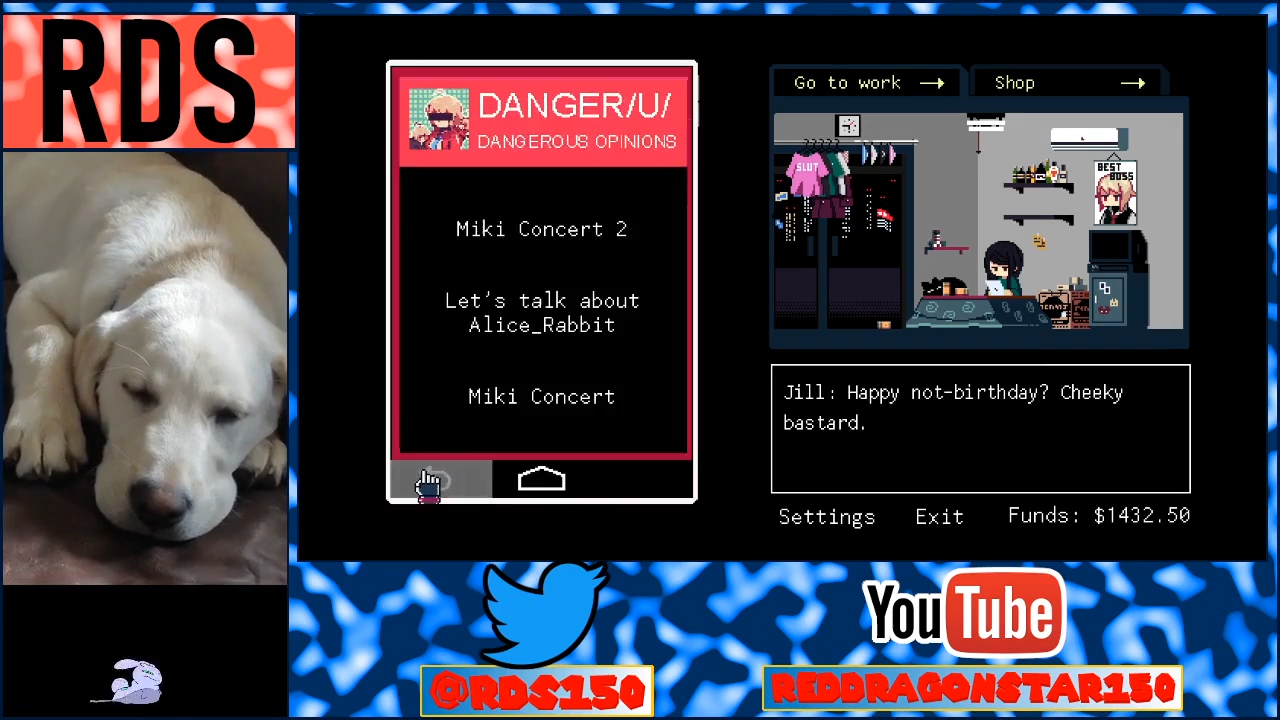 RDS
DANGER/U/
DANGEROUS OPINIONS
Miki Concert 2
Let's talk about
Alice_Rabbit
Miki Concert
Go to work
Shop
SLUT
BEST
BOSS
Jill: Happy not-birthday? Cheeky
bastard.
Settings
Exit
Funds: $1432.50
YouTube
@RDS150
REDDRAGONSTAR150